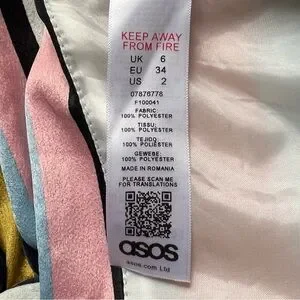 KEEP AWAY
FROM FIRE
UK 6
EU 34
US 2
07876778
F100041
FABRIC:
100% POLYESTER
TISSU:
100% POLYESTER
TEJIDO:
100% POLIÉSTER
GEWEBE:
100% POLYESTER
MADE IN ROMANIA
PLEASE SCAN ME
FOR TRANSLATIONS
asos
asos.com Ltd